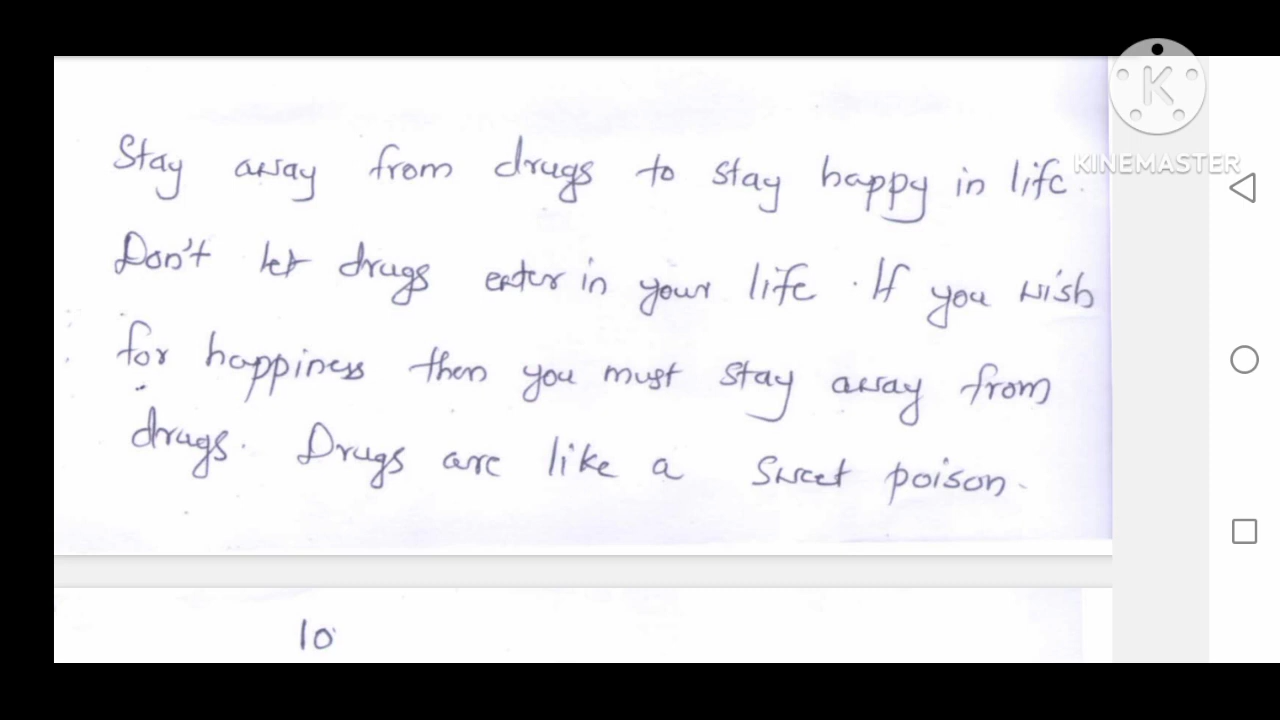 Stay away from drugs to stay happy in life.
Don't let drugs enter in your life. If you wish
for happiness then you must stay away from
drugs. Drugs are like a sweet poison.
10
K
KINEMASTER